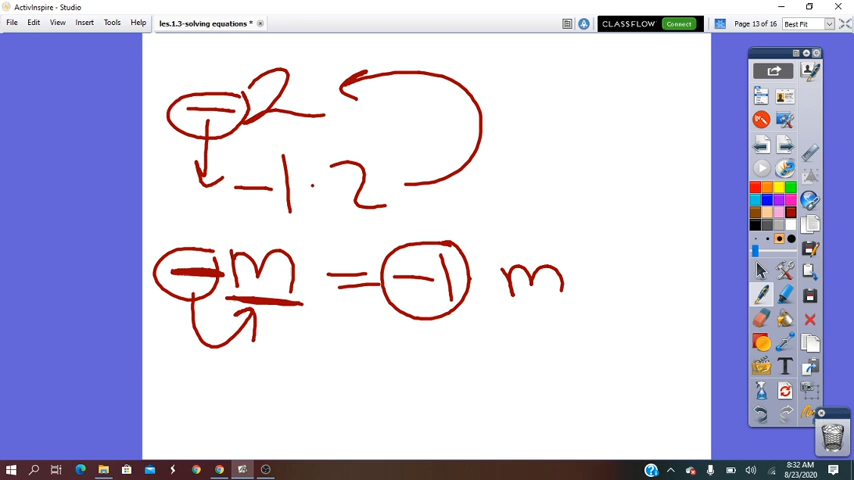 ActivInspire - Studio
File Edit View Insert Tools Help
les.1.3-solving equations *
CLASSFLOW Connect
Page 13 of 16
Best Fit
-2
-1 · 2
-m = -1 m
T
8:32 AM
8/23/2020